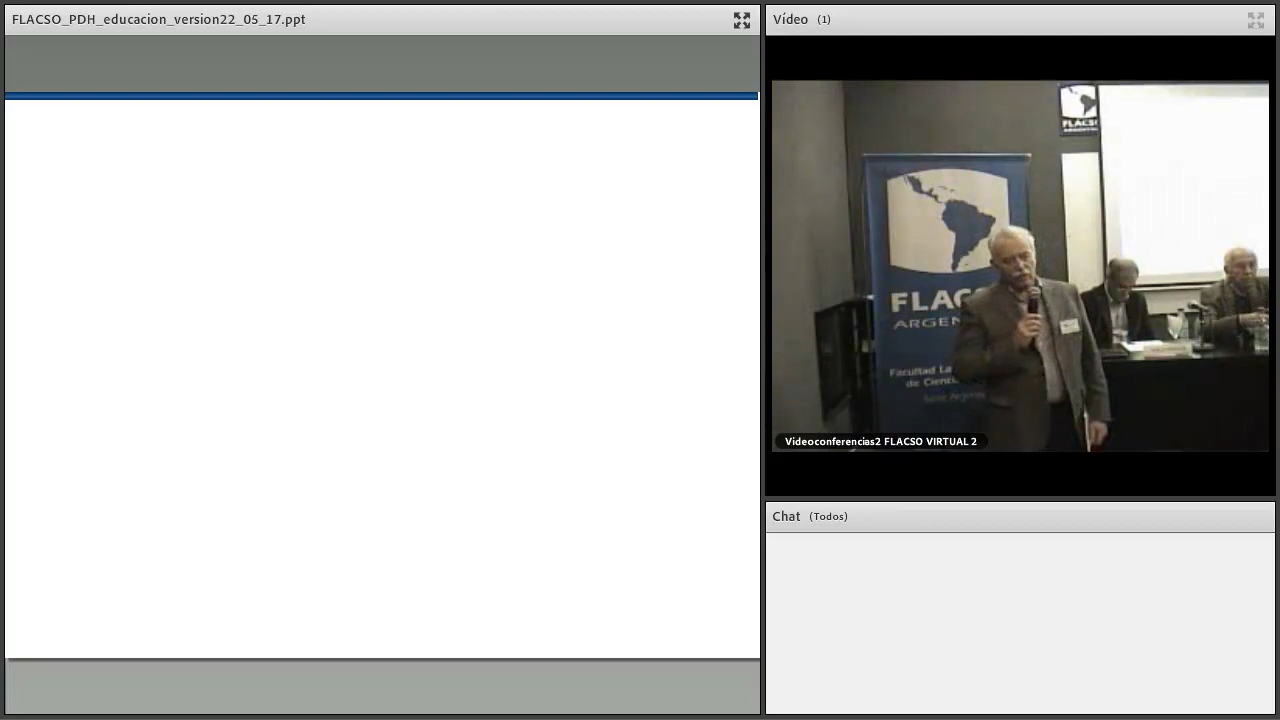 FLACSO_PDH_educacion_version22_05_17.ppt
Vídeo (1)
FLACSO
FLAC
ARGEN
Facultad La
de Cienc
Videoconferencias2 FLACSO VIRTUAL 2
Chat (Todos)